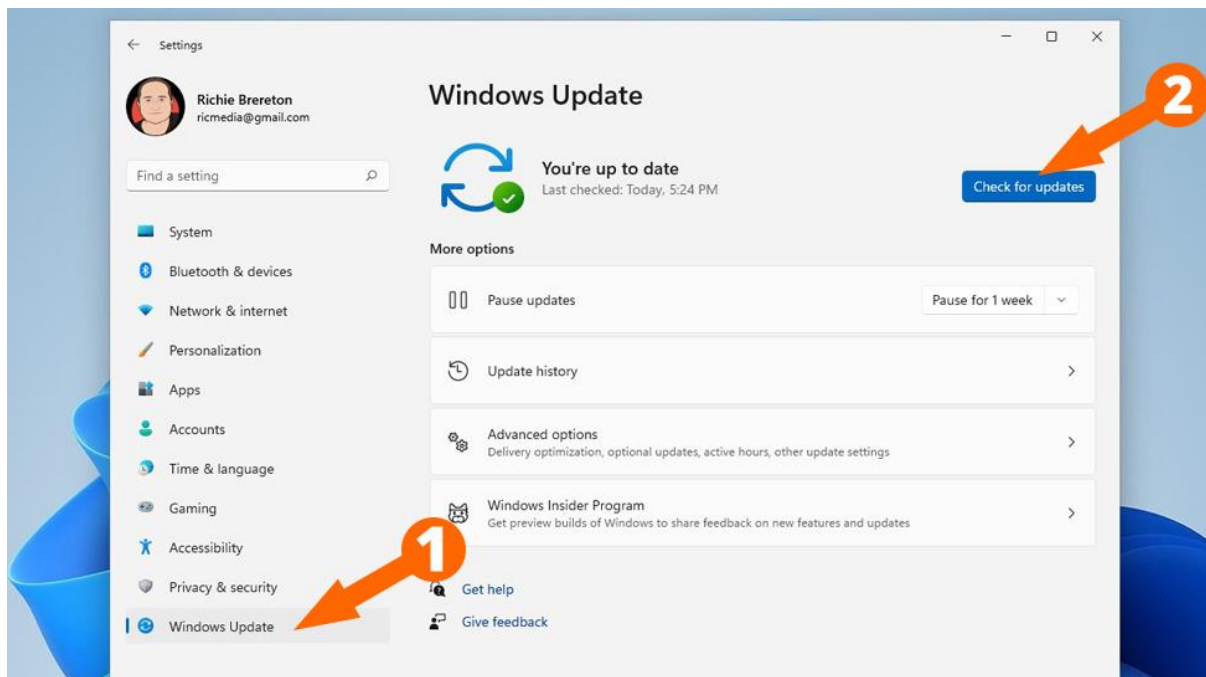 Settings
Richie Brereton
ricmedia@gmail.com
Find a setting
System
Bluetooth & devices
Network & internet
Personalization
Apps
Accounts
Time & language
Gaming
Accessibility
Privacy & security
Windows Update
1
Windows Update
2
You're up to date
Last checked: Today, 5:24 PM
Check for updates
More options
Pause updates
Pause for 1 week
Update history
Advanced options
Delivery optimization, optional updates, active hours, other update settings
Windows Insider Program
Get preview builds of Windows to share feedback on new features and updates
Get help
Give feedback